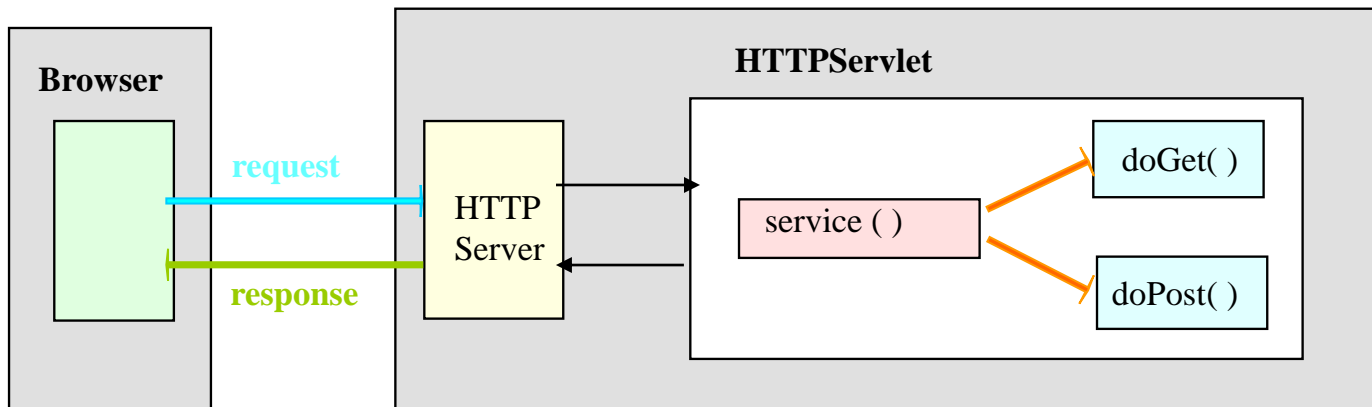 Browser
request
response
HTTP
Server
HTTPServlet
service ( )
doGet( )
doPost( )